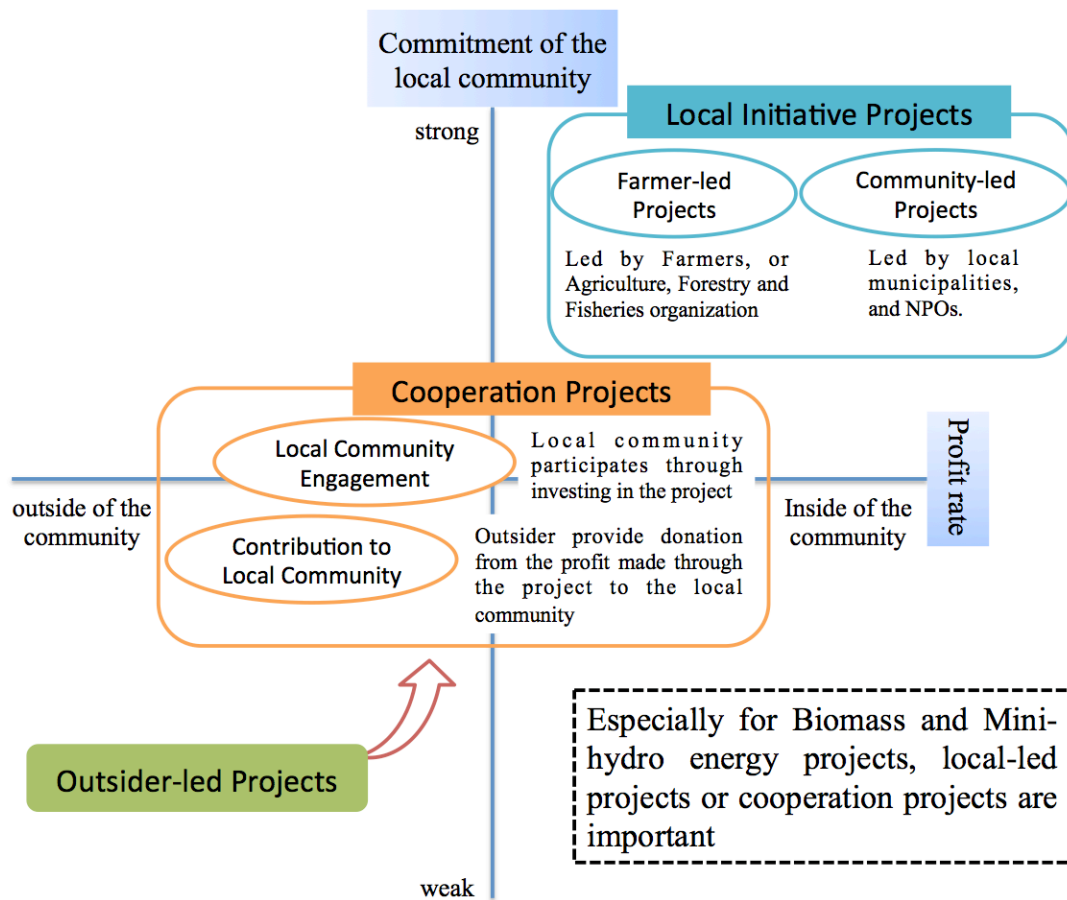 Commitment of the
local community
strong
Local Initiative Projects
Farmer-led
Projects
Community-led
Projects
Led by Farmers, or
Agriculture, Forestry and
Fisheries organization
Led by local
municipalities,
and NPOs.
Cooperation Projects
Local Community
Engagement
Local community
participates through
investing in the project
outside of the
community
Inside of the
community
Profit rate
Contribution to
Local Community
Outsider provide donation
from the profit made through
the project to the local
community
Outsider-led Projects
Especially for Biomass and Mini-
hydro energy projects, local-led
projects or cooperation projects are
important
weak